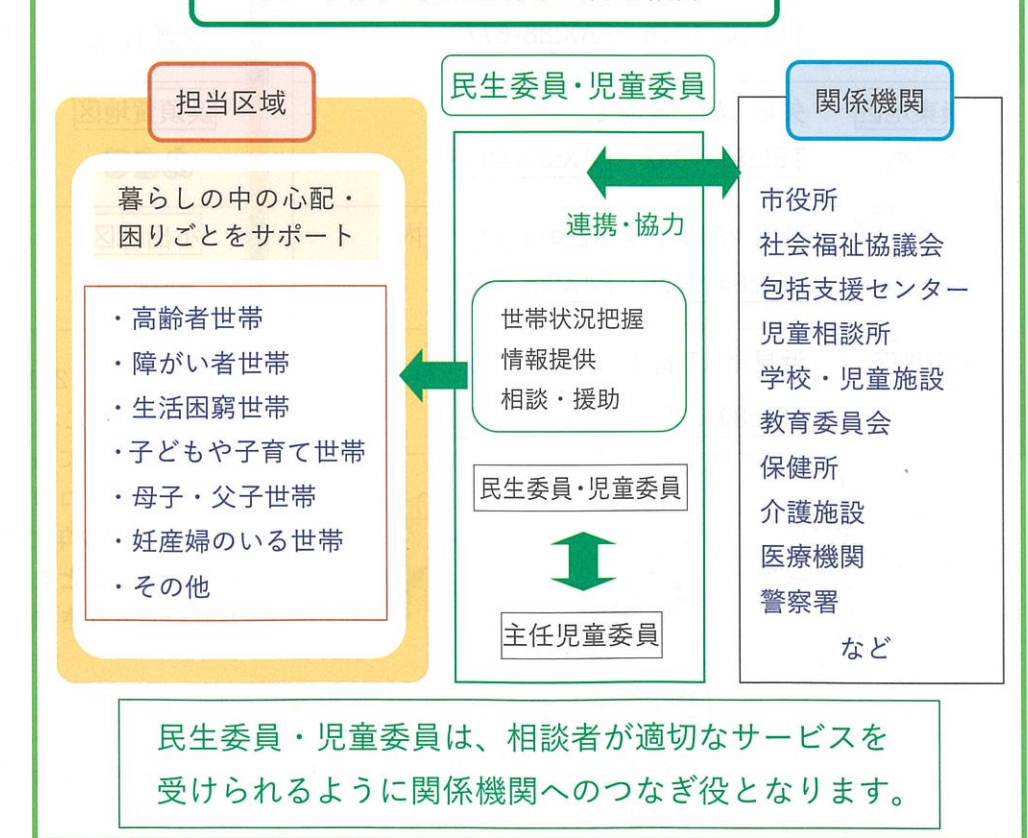 担当区域
暮らしの中の心配・
困りごとをサポート
・高齢者世帯
・障がい者世帯
・生活困窮世帯
・子どもや子育て世帯
・母子・父子世帯
・妊産婦のいる世帯
・その他
民生委員・児童委員
連携・協力
世帯状況把握
情報提供
相談・援助
民生委員・児童委員
主任児童委員
関係機関
市役所
社会福祉協議会
包括支援センター
児童相談所
学校・児童施設
教育委員会
保健所
介護施設
医療機関
警察署
など
民生委員・児童委員は、相談者が適切なサービスを
受けられるように関係機関へのつなぎ役となります。